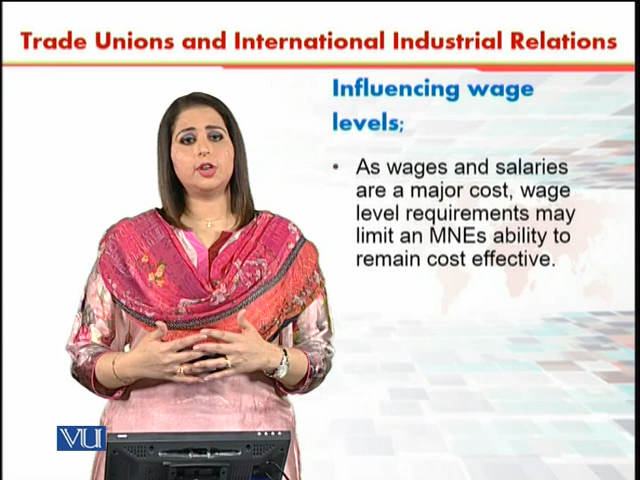 Trade Unions and International Industrial Relations
Influencing wage
levels;
• As wages and salaries
are a major cost, wage
level requirements may
limit an MNEs ability to
remain cost effective.
VU